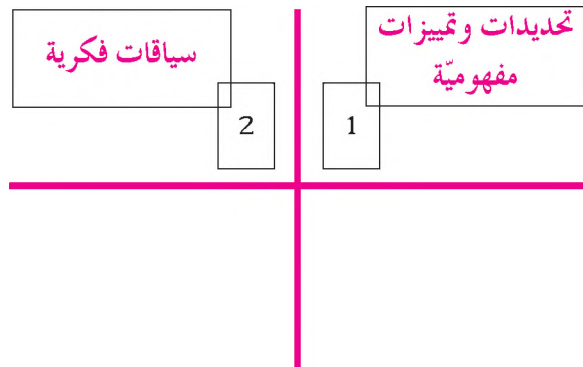 تحديدات وتمييزات
مفهوميّة
1
سياقات فكرية
2